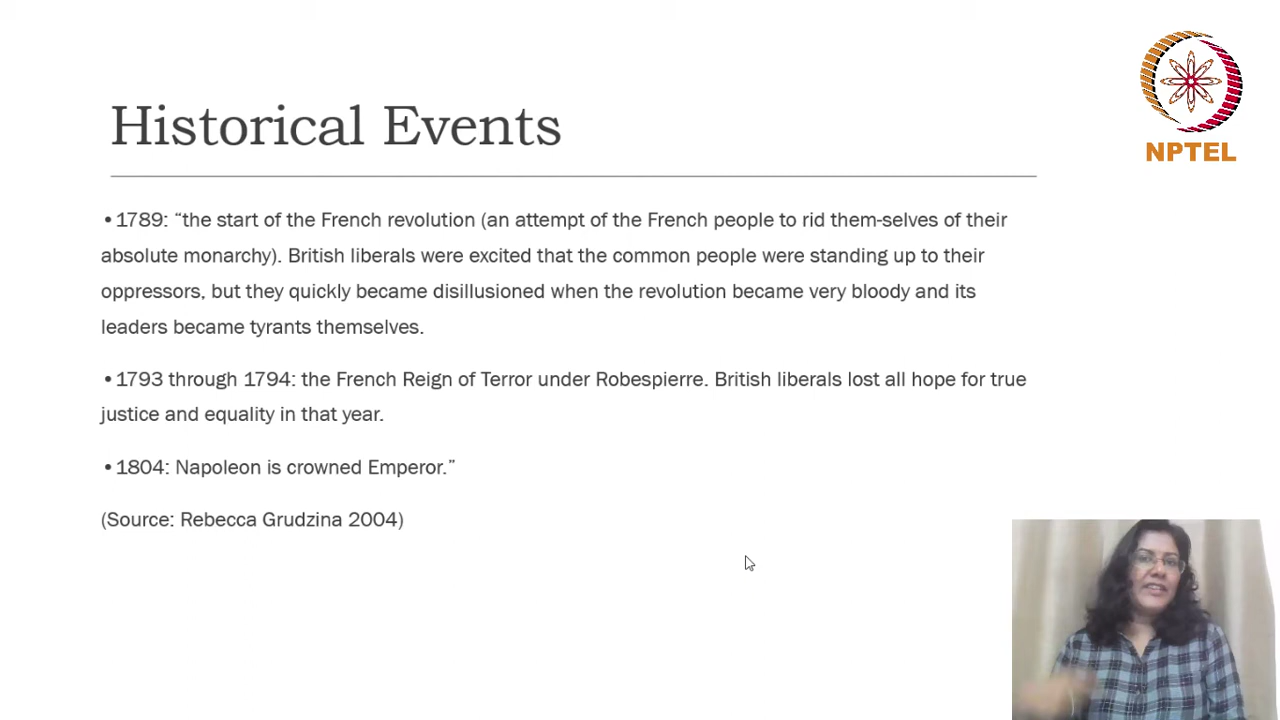 Historical Events
NPTEL
•1789: “the start of the French revolution (an attempt of the French people to rid them-selves of their
absolute monarchy). British liberals were excited that the common people were standing up to their
oppressors, but they quickly became disillusioned when the revolution became very bloody and its
leaders became tyrants themselves.
•1793 through 1794: the French Reign of Terror under Robespierre. British liberals lost all hope for true
justice and equality in that year.
•1804: Napoleon is crowned Emperor.”
(Source: Rebecca Grudzina 2004)